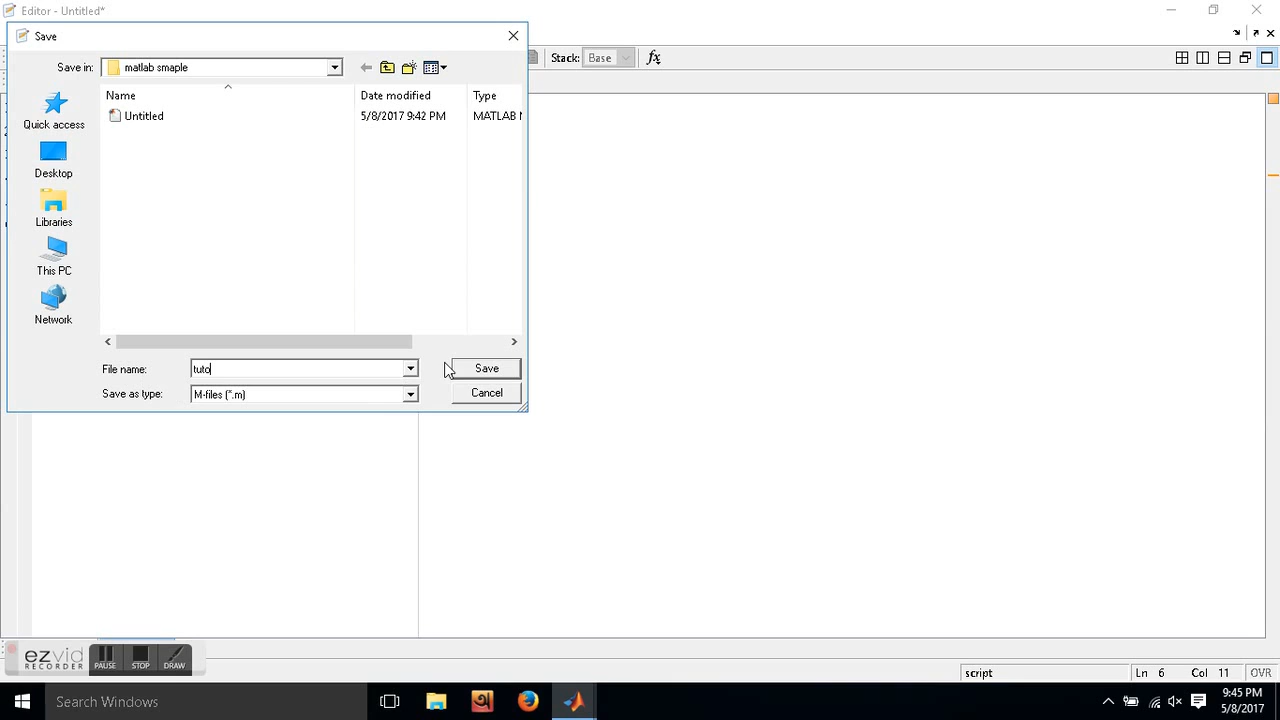 Editor - Untitled*
Save
Stack: Base fx
Save in: matlab smaple
Name Date modified Type
Quick access
Untitled 5/8/2017 9:42 PM MATLAB
Desktop
Libraries
This PC
Network
File name: tuto Save
Save as type: M-files (*.m) Cancel
ezvid
RECORDER
PAUSE STOP DRAW
script Ln 6 Col 11 OVR
Search Windows
অ
9:45 PM
5/8/2017